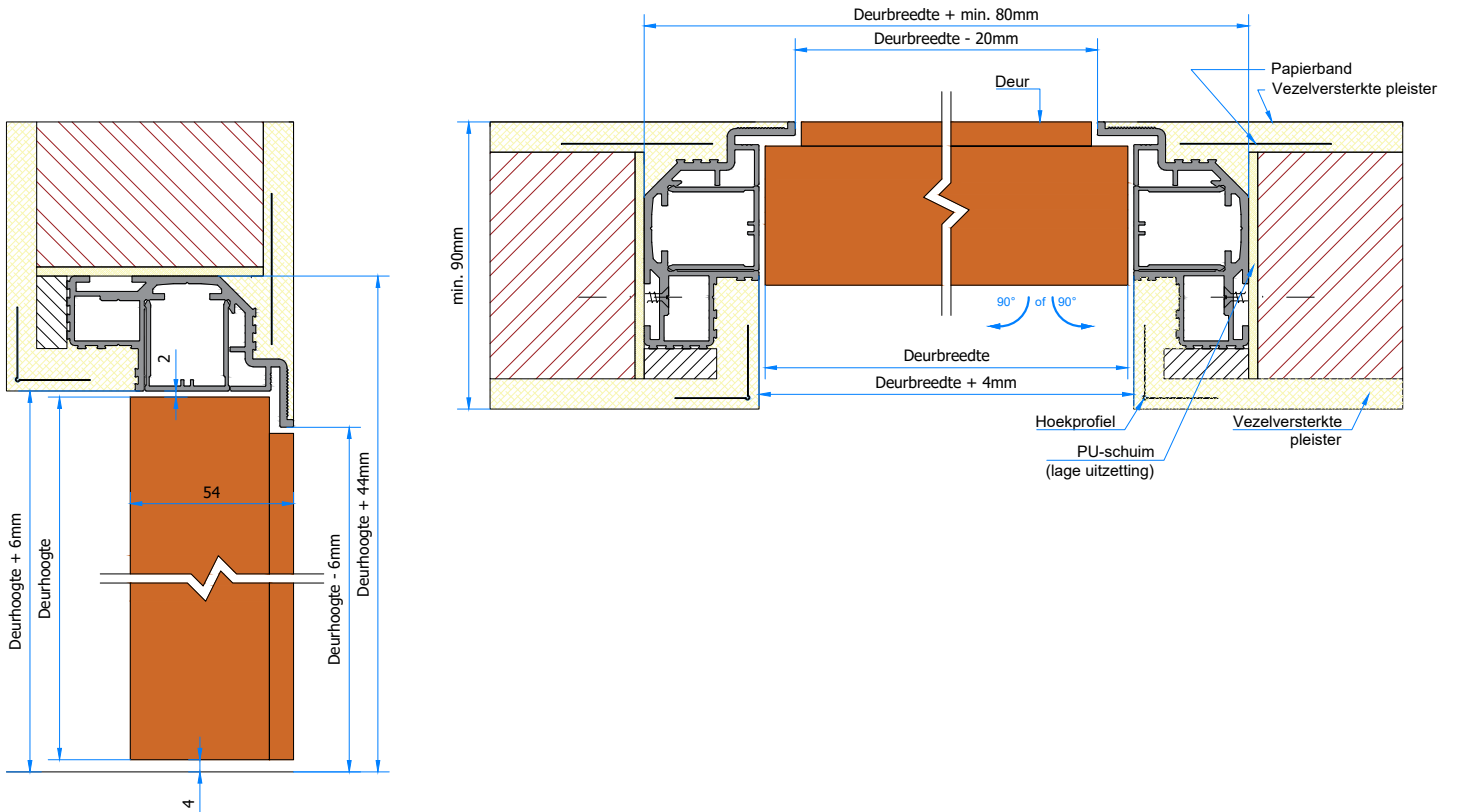 Deurbreedte + min. 80mm
Deurbreedte - 20mm
Deur
Papierband
Vezelversterkte pleister
min. 90mm
90° of 90°
Deurbreedte
Deurbreedte + 4mm
Hoekprofiel
PU-schuim
(lage uitzetting)
Vezelversterkte
pleister
2
54
Deurhoogte + 6mm
Deurhoogte
Deurhoogte - 6mm
Deurhoogte + 44mm
4